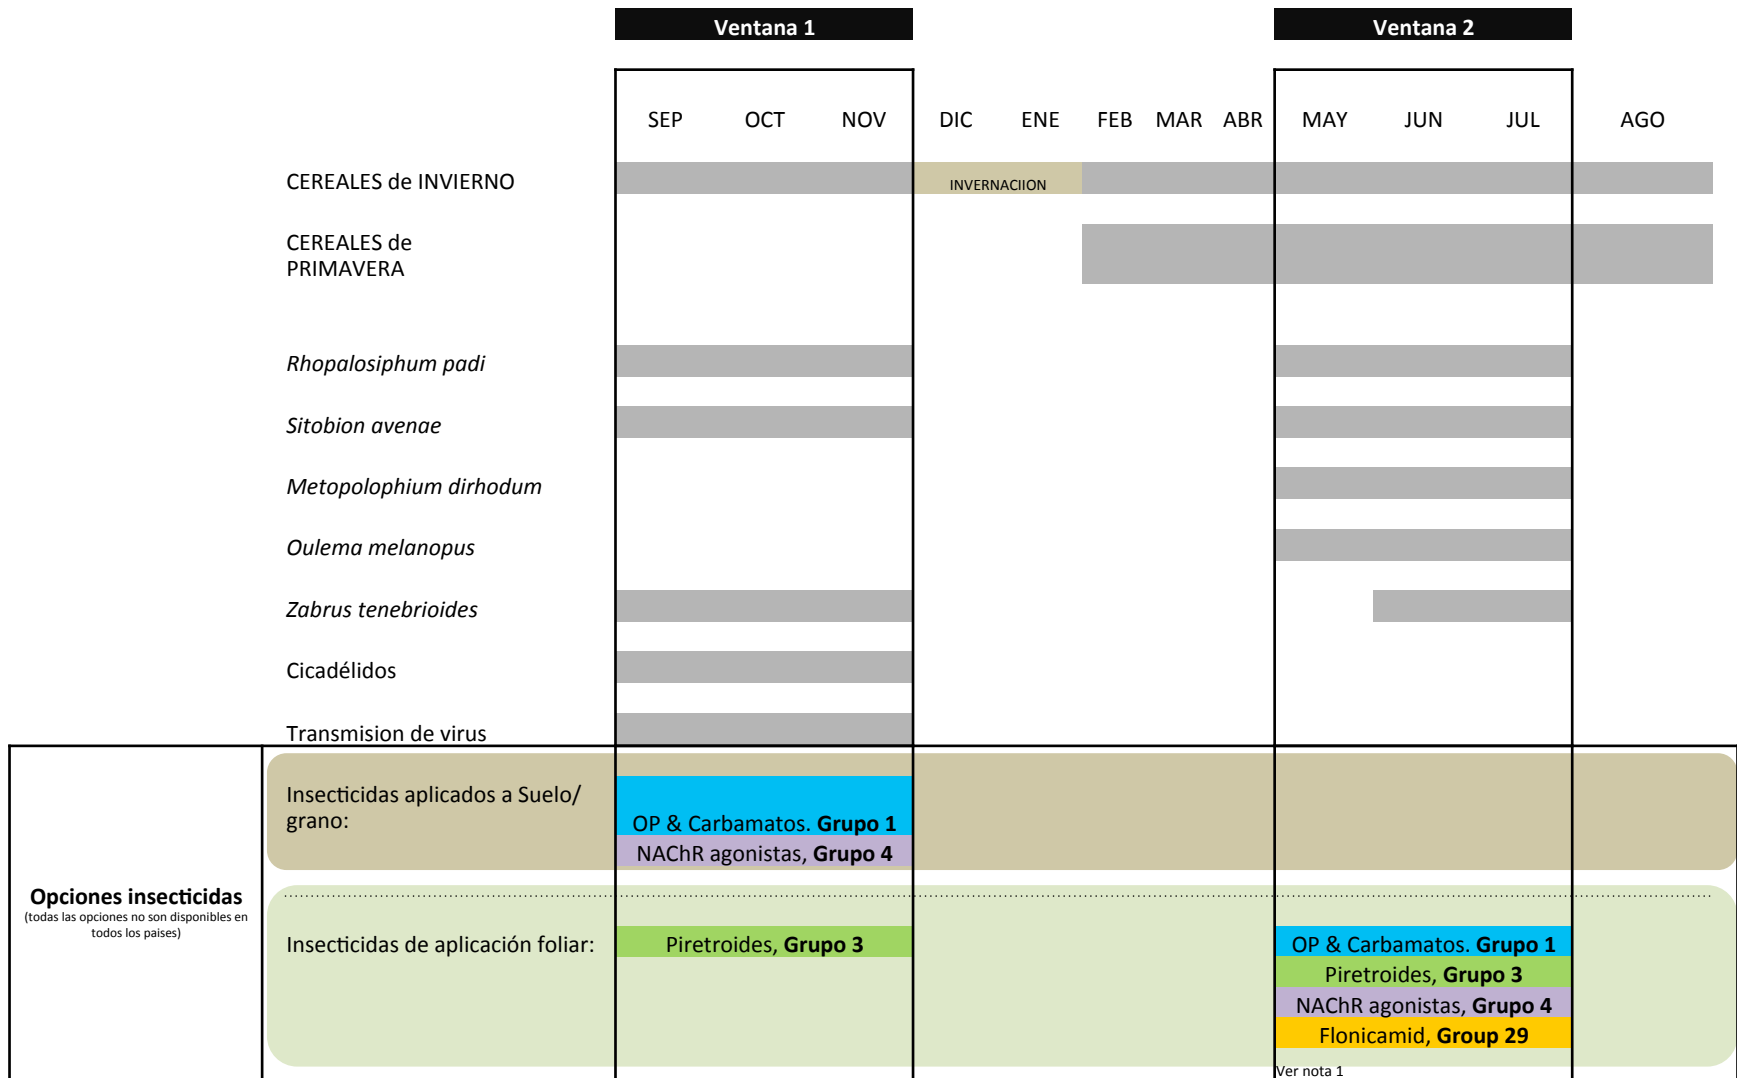 Ventana 1
Ventana 2
SEP OCT NOV DIC ENE FEB MAR ABR MAY JUN JUL AGO
CEREALES de INVIERNO
INVERNACIION
CEREALES de
PRIMAVERA
Rhopalosiphum padi
Sitobion avenae
Metopolophium dirhodum
Oulema melanopus
Zabrus tenebrioides
Cicadélidos
Transmision de virus
Opciones insecticidas
(todas las opciones no son disponibles en
todos los paises)
Insecticidas aplicados a Suelo/
grano:
OP & Carbamatos. Grupo 1
NAChR agonistas, Grupo 4
Insecticidas de aplicación foliar:
Piretroides, Grupo 3
OP & Carbamatos. Grupo 1
Piretroides, Grupo 3
NAChR agonistas, Grupo 4
Flonicamid, Group 29
Ver nota 1